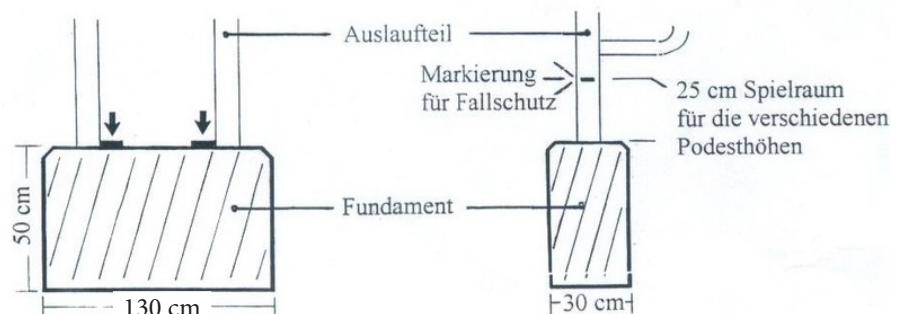 Auslaufteil
Markierung
für Fallschutz
25 cm Spielraum
für die verschiedenen
Podesthöhen
50 cm
Fundament
130 cm
30 cm